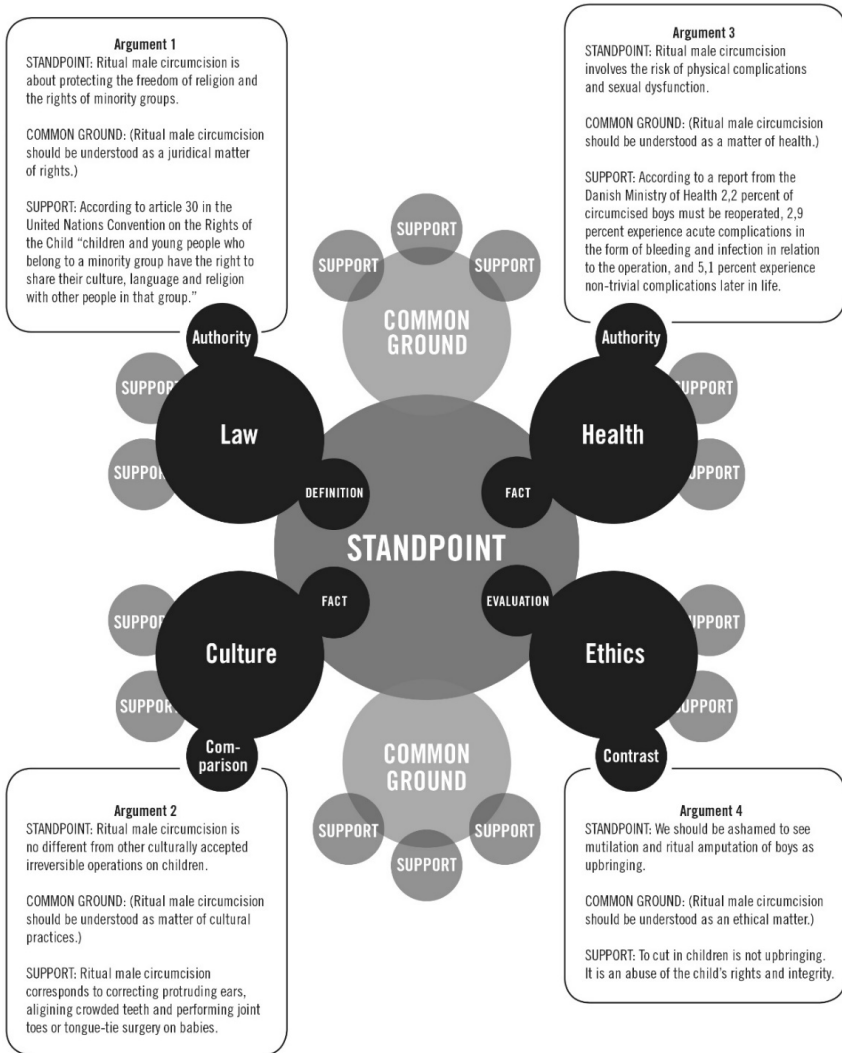 Argument 1
STANDPOINT: Ritual male circumcision is
about protecting the freedom of religion and
the rights of minority groups.
COMMON GROUND: (Ritual male circumcision
should be understood as a juridical matter
of rights.)
SUPPORT: According to article 30 in the
United Nations Convention on the Rights of
the Child “children and young people who
belong to a minority group have the right to
share their culture, language and religion
with other people in that group.”
Argument 3
STANDPOINT: Ritual male circumcision
involves the risk of physical complications
and sexual dysfunction.
COMMON GROUND: (Ritual male circumcision
should be understood as a matter of health.)
SUPPORT: According to a report from the
Danish Ministry of Health 2,2 percent of
circumcised boys must be reoperated, 2,9
percent experience acute complications in
the form of bleeding and infection in relation
to the operation, and 5,1 percent experience
non-trivial complications later in life.
SUPPORT
SUPPORT
SUPPORT
COMMON
GROUND
Authority
Authority
SUPPORT
Law
SUPPORT
DEFINITION
SUPPORT
Health
SUPPORT
FACT
STANDPOINT
FACT
EVALUATION
SUPPORT
Culture
SUPPORT
SUPPORT
Ethics
SUPPORT
Com-
parison
Contrast
COMMON
GROUND
SUPPORT
SUPPORT
SUPPORT
Argument 2
STANDPOINT: Ritual male circumcision is
no different from other culturally accepted
irreversible operations on children.
COMMON GROUND: (Ritual male circumcision
should be understood as matter of cultural
practices.)
SUPPORT: Ritual male circumcision
corresponds to correcting protruding ears,
aligining crowded teeth and performing joint
toes or tongue-tie surgery on babies.
Argument 4
STANDPOINT: We should be ashamed to see
mutilation and ritual amputation of boys as
upbringing.
COMMON GROUND: (Ritual male circumcision
should be understood as an ethical matter.)
SUPPORT: To cut in children is not upbringing.
It is an abuse of the child’s rights and integrity.